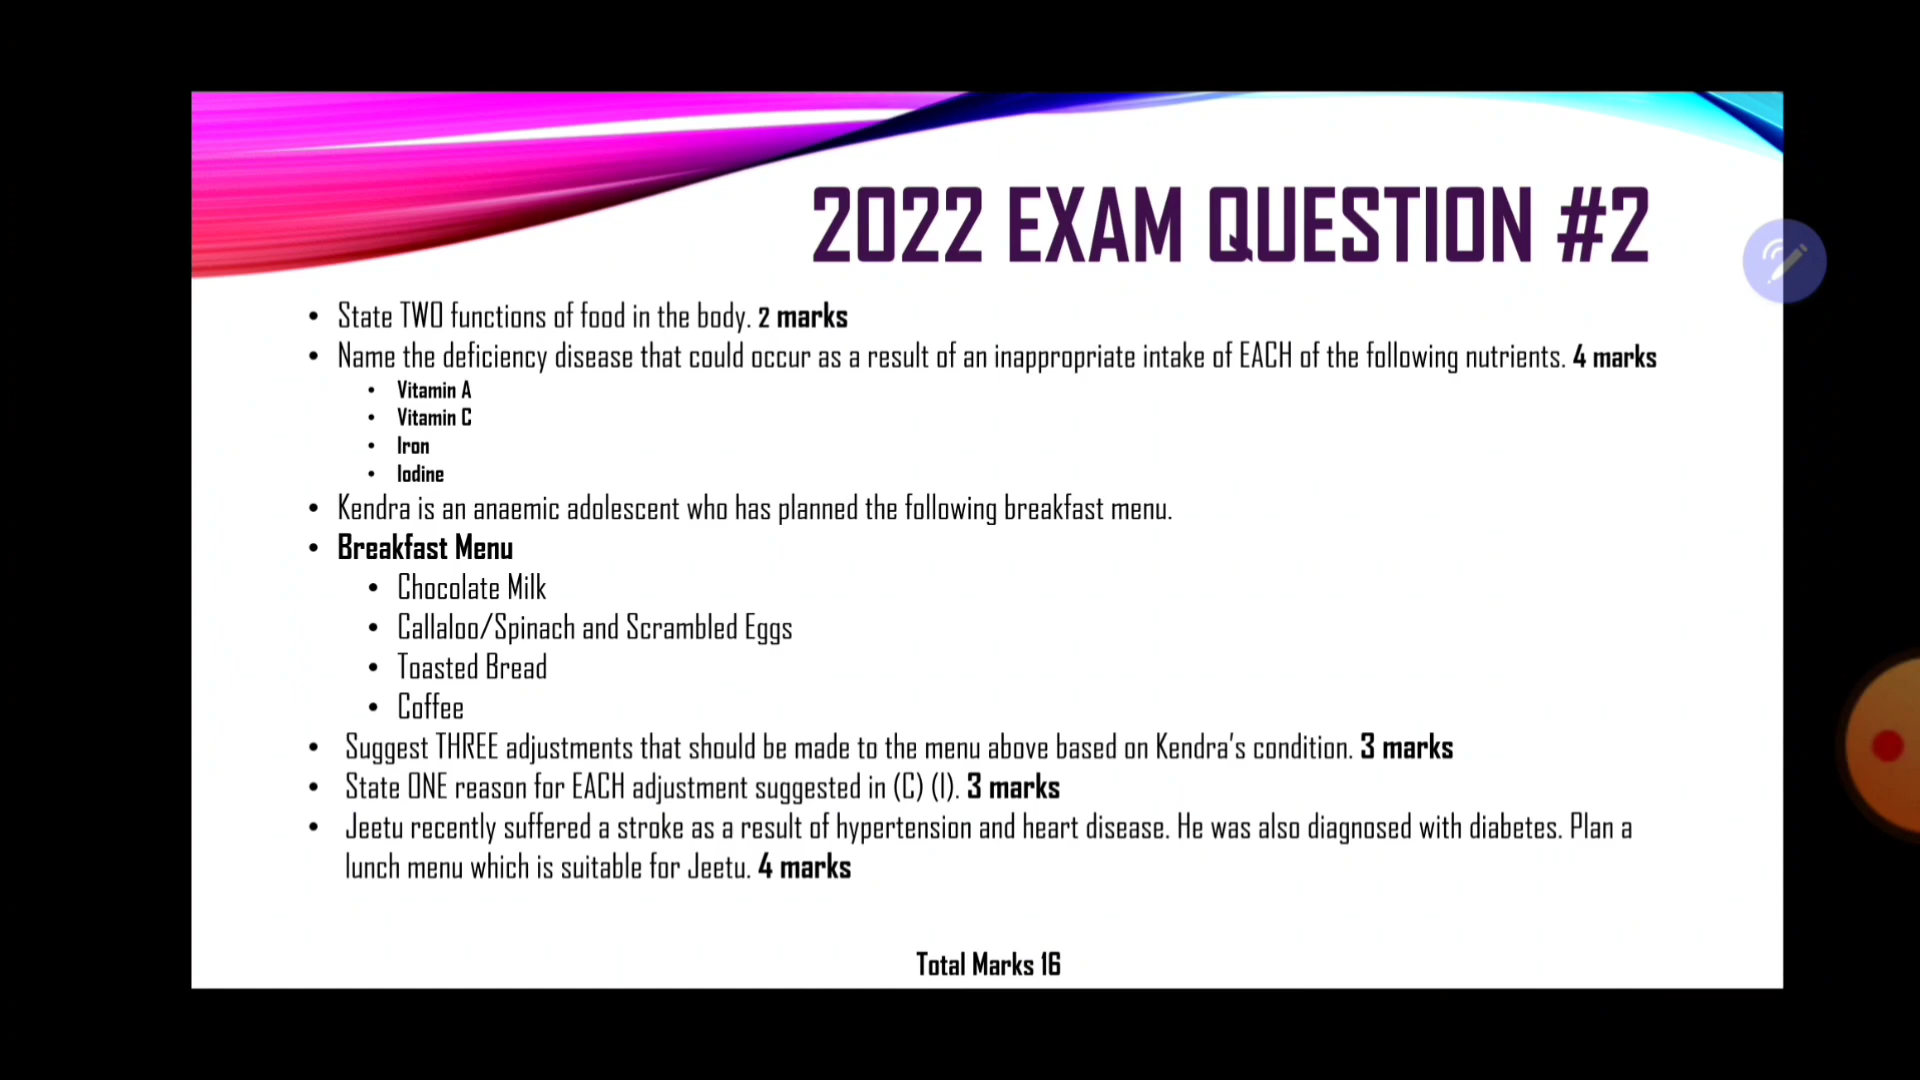 2022 EXAM QUESTION #2
• State TWO functions of food in the body. 2 marks
• Name the deficiency disease that could occur as a result of an inappropriate intake of EACH of the following nutrients. 4 marks
• Vitamin A
• Vitamin C
• Iron
• Iodine
• Kendra is an anaemic adolescent who has planned the following breakfast menu.
• Breakfast Menu
• Chocolate Milk
• Callaloo/Spinach and Scrambled Eggs
• Toasted Bread
• Coffee
• Suggest THREE adjustments that should be made to the menu above based on Kendra's condition. 3 marks
• State ONE reason for EACH adjustment suggested in (C) (I). 3 marks
• Jeetu recently suffered a stroke as a result of hypertension and heart disease. He was also diagnosed with diabetes. Plan a
lunch menu which is suitable for Jeetu. 4 marks
Total Marks 16